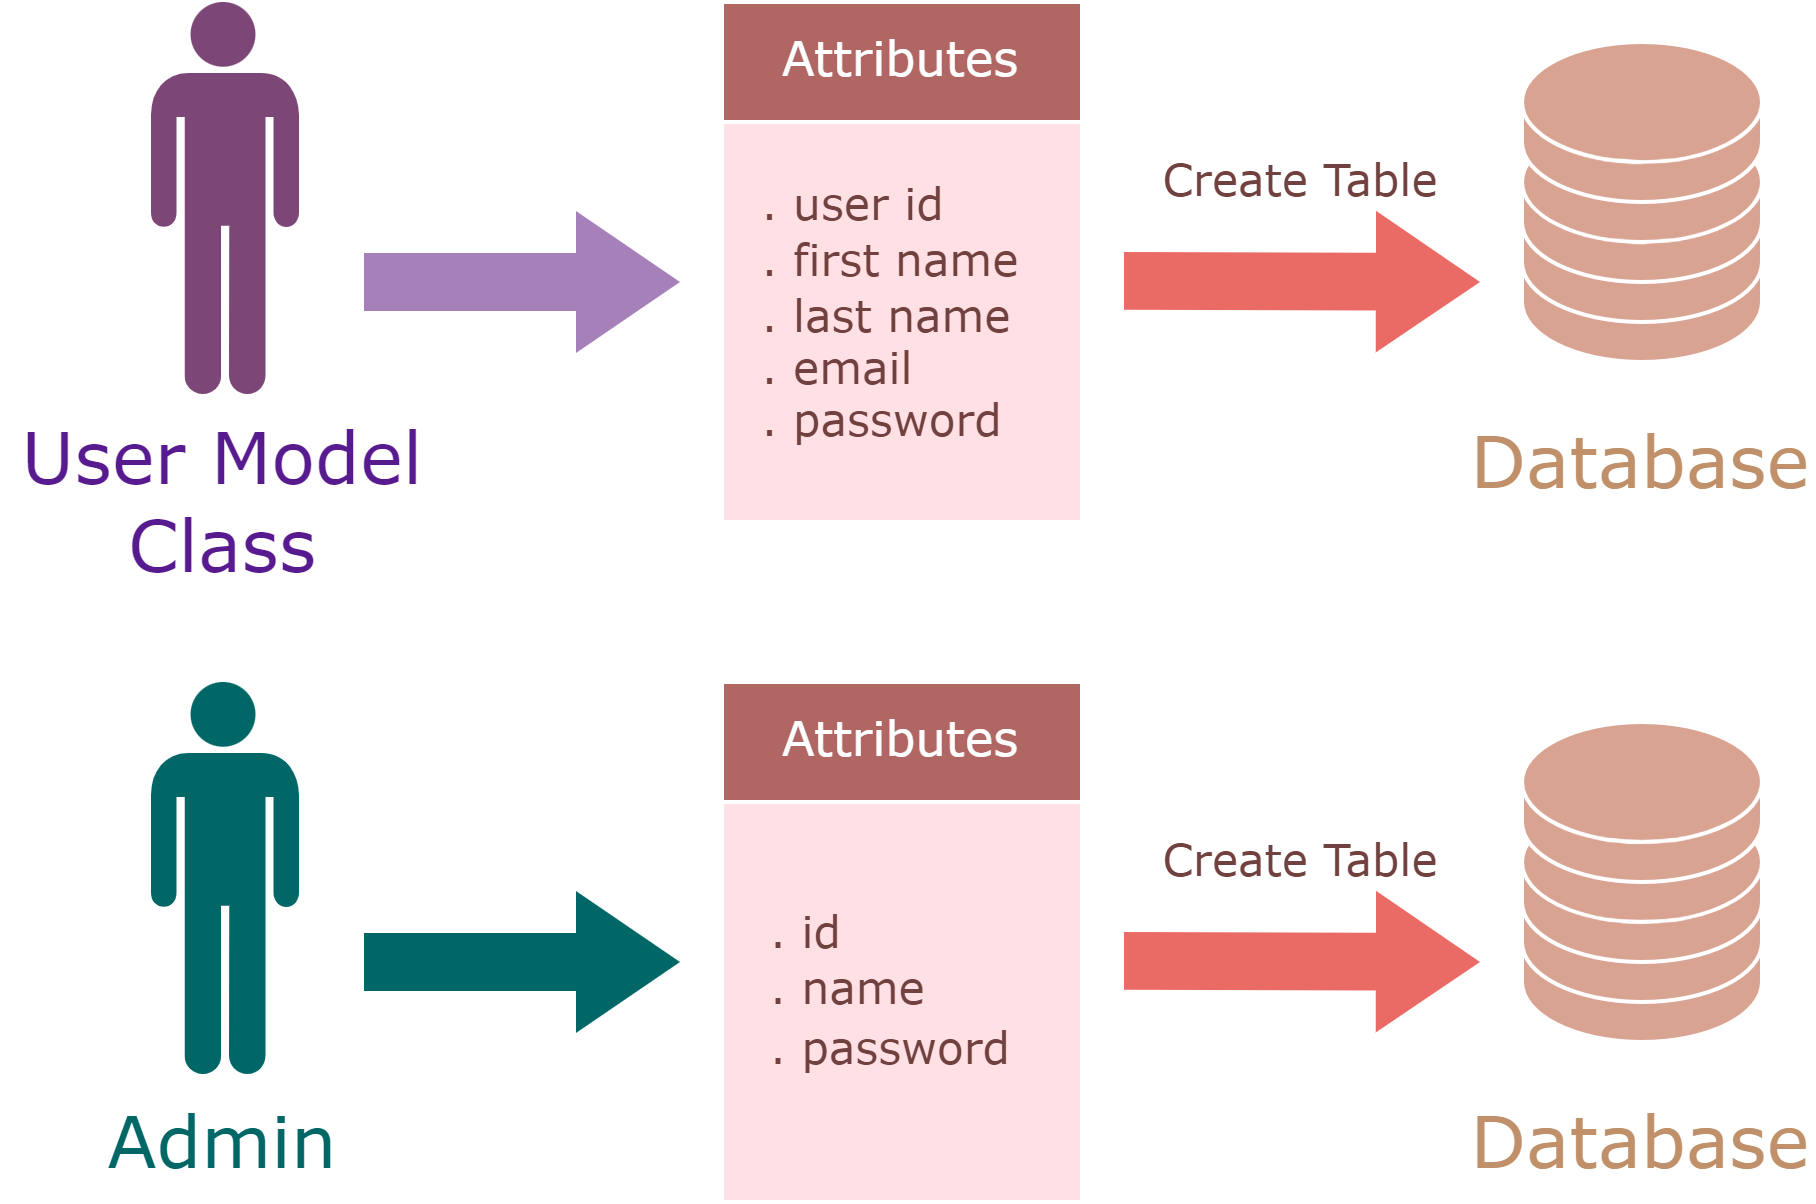 Attributes
. user id
. first name
. last name
. email
. password
Create Table
User Model
Class
Database
Attributes
. id
. name
. password
Create Table
Admin
Database